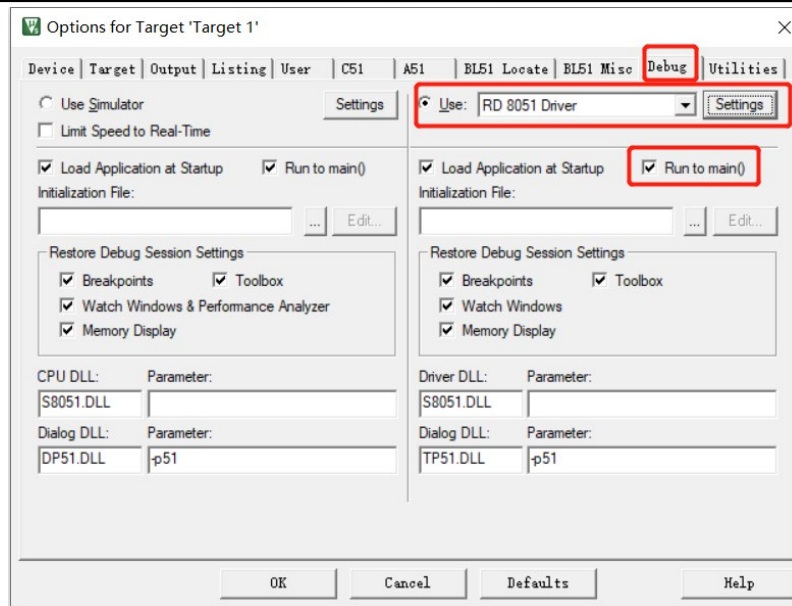 Options for Target 'Target 1'
Device Target Output Listing User C51 A51 BL51 Locate BL51 Misc Debug Utilities
Use Simulator Settings Use: RD 8051 Driver Settings
Limit Speed to Real-Time
Load Application at Startup Run to main() Load Application at Startup Run to main()
Initialization File: Initialization File:
... Edit... ... Edit...
Restore Debug Session Settings Restore Debug Session Settings
Breakpoints Toolbox Breakpoints Toolbox
Watch Windows & Performance Analyzer Watch Windows
Memory Display Memory Display
CPU DLL: Parameter: Driver DLL: Parameter:
S8051.DLL S8051.DLL
Dialog DLL: Parameter: Dialog DLL: Parameter:
DP51.DLL -p51 TP51.DLL -p51
OK Cancel Defaults Help